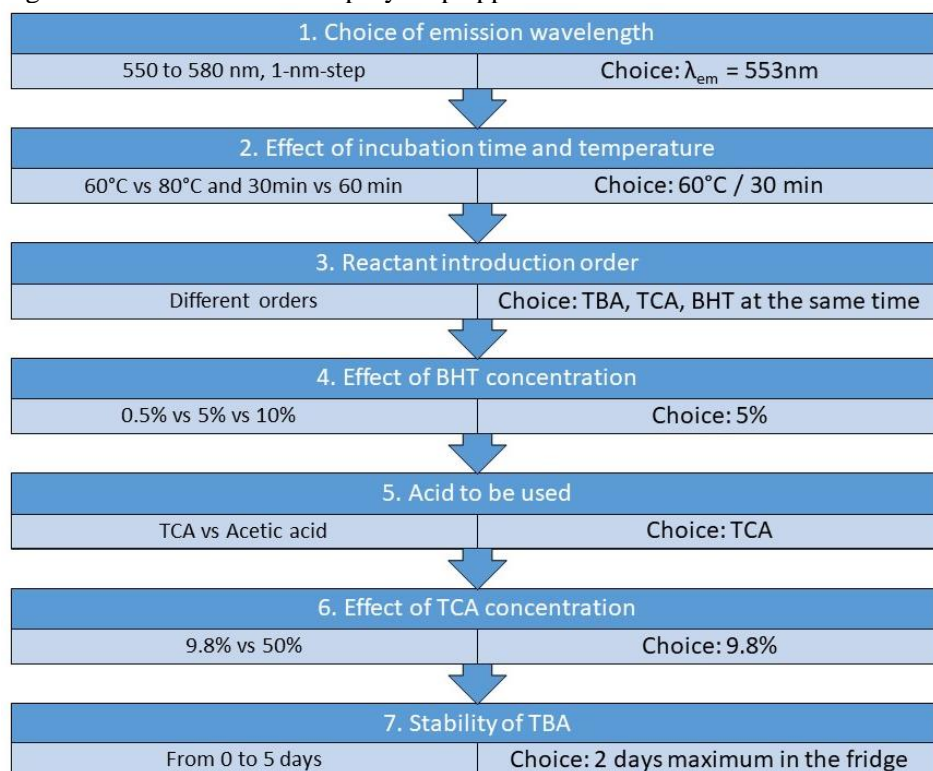 1. Choice of emission wavelength
550 to 580 nm, 1-nm-step
Choice: λem = 553nm
2. Effect of incubation time and temperature
60°C vs 80°C and 30min vs 60 min
Choice: 60°C / 30 min
3. Reactant introduction order
Different orders
Choice: TBA, TCA, BHT at the same time
4. Effect of BHT concentration
0.5% vs 5% vs 10%
Choice: 5%
5. Acid to be used
TCA vs Acetic acid
Choice: TCA
6. Effect of TCA concentration
9.8% vs 50%
Choice: 9.8%
7. Stability of TBA
From 0 to 5 days
Choice: 2 days maximum in the fridge